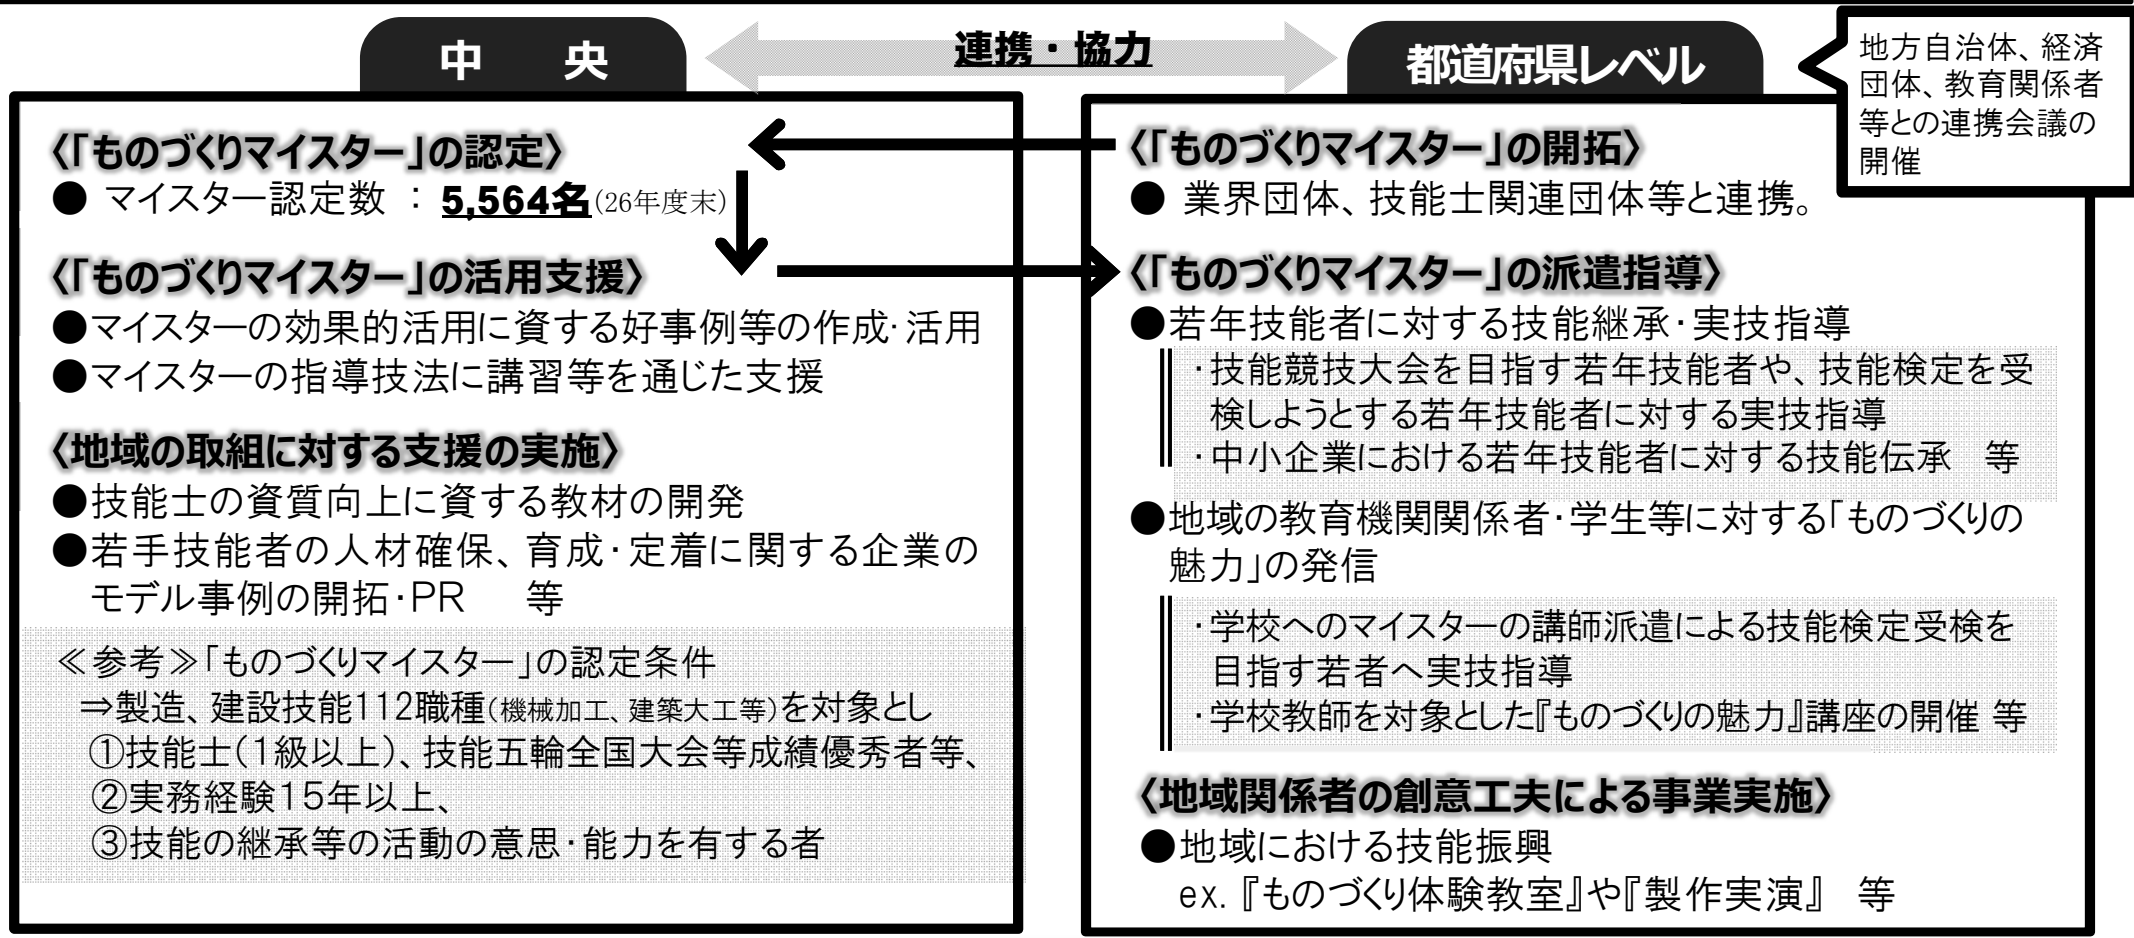 中　央
連携・協力
都道府県レベル
地方自治体、経済
団体、教育関係者
等との連携会議の
開催
〈「ものづくりマイスター」の認定〉
● マイスター認定数 ： 5,564名(26年度末)
〈「ものづくりマイスター」の活用支援〉
●マイスターの効果的活用に資する好事例等の作成・活用
●マイスターの指導技法に講習等を通じた支援
〈地域の取組に対する支援の実施〉
●技能士の資質向上に資する教材の開発
●若手技能者の人材確保、育成・定着に関する企業の
モデル事例の開拓・PR　等
≪参考≫「ものづくりマイスター」の認定条件
⇒製造、建設技能112職種(機械加工、建築大工等)を対象とし
①技能士(1級以上)、技能五輪全国大会等成績優秀者等、
②実務経験15年以上、
③技能の継承等の活動の意思・能力を有する者
〈「ものづくりマイスター」の開拓〉
● 業界団体、技能士関連団体等と連携。
〈「ものづくりマイスター」の派遣指導〉
●若年技能者に対する技能継承・実技指導
・技能競技大会を目指す若年技能者や、技能検定を受
検しようとする若年技能者に対する実技指導
・中小企業における若年技能者に対する技能伝承　等
●地域の教育機関関係者・学生等に対する「ものづくりの
魅力」の発信
・学校へのマイスターの講師派遣による技能検定受検を
目指す若者へ実技指導
・学校教師を対象とした『ものづくりの魅力』講座の開催 等
〈地域関係者の創意工夫による事業実施〉
●地域における技能振興
ex.『ものづくり体験教室』や『製作実演』　等